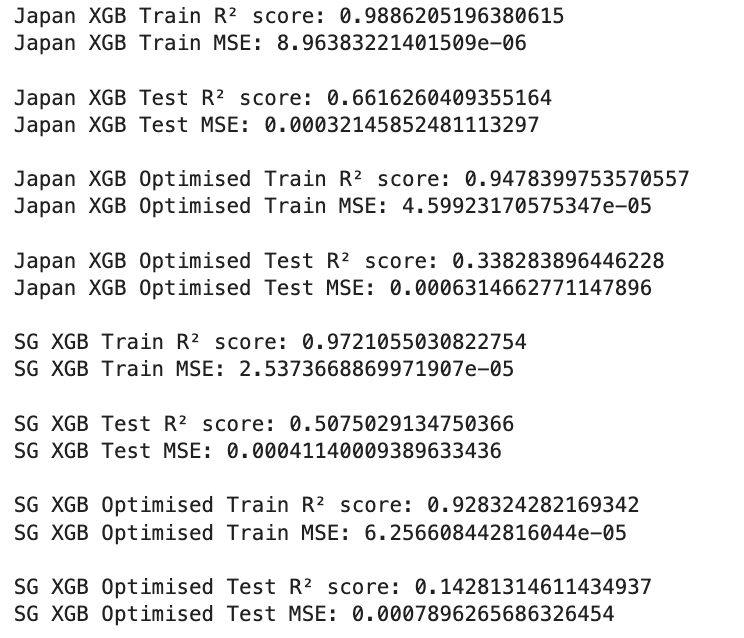 Japan XGB Train R² score: 0.9886205196380615
Japan XGB Train MSE: 8.96383221401509e-06
Japan XGB Test R² score: 0.6616260409355164
Japan XGB Test MSE: 0.00032145852481113297
Japan XGB Optimised Train R² score: 0.9478399753570557
Japan XGB Optimised Train MSE: 4.59923170575347e-05
Japan XGB Optimised Test R² score: 0.338283896446228
Japan XGB Optimised Test MSE: 0.0006314662771147896
SG XGB Train R² score: 0.9721055030822754
SG XGB Train MSE: 2.5373668869971907e-05
SG XGB Test R² score: 0.5075029134750366
SG XGB Test MSE: 0.00041140009389633436
SG XGB Optimised Train R² score: 0.928324282169342
SG XGB Optimised Train MSE: 6.256608442816044e-05
SG XGB Optimised Test R² score: 0.14281314611434937
SG XGB Optimised Test MSE: 0.0007896265686326454